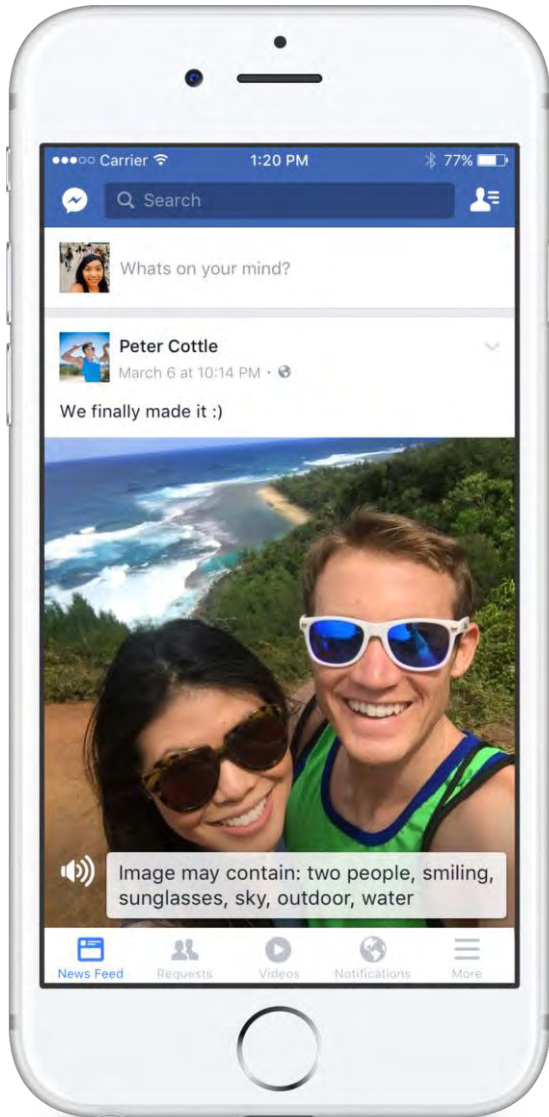 Carrier 1:20 PM 77%
Search
Whats on your mind?
Peter Cottle
March 6 at 10:14 PM ·
We finally made it :)
Image may contain: two people, smiling,
sunglasses, sky, outdoor, water
News Feed Requests Videos Notifications More